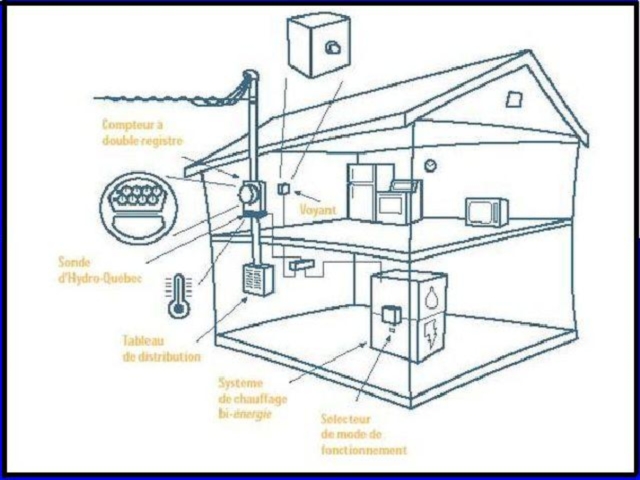 Compteur à
double registre
Voyant
Sonde
d'Hydro-Québec
Tableau
de distribution
Système
de chauffage
bi-énergie
Sélecteur
de mode de
fonctionnement